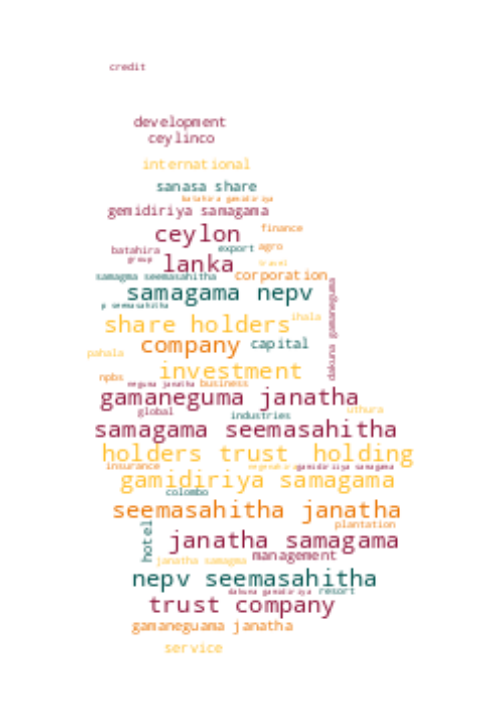 credit
development
ceylinco
international
sanasa share
batahira gamidiriya
gemidiriya samagama
finance
ceylon
export agro
batahira
group
lanka
travel
samagma seemasahitha
corporation
samagama nepv
p seemasahitha
ihala
share holders
dakuna gamaneguma
company
capital
pahala
investment
npbs
neguma janatha business
gamaneguma janatha
global
uthura
industries
samagama seemasahitha
holders trust holding
insurance
gamidiriiya samagama
gamidiriya samagama
colombo
seemasahitha janatha
plantation
hotel
janatha samagama
management
janatha samagma
nepv seemasahitha
dakuna gamidiriya
resort
trust company
gamaneguama janatha
service